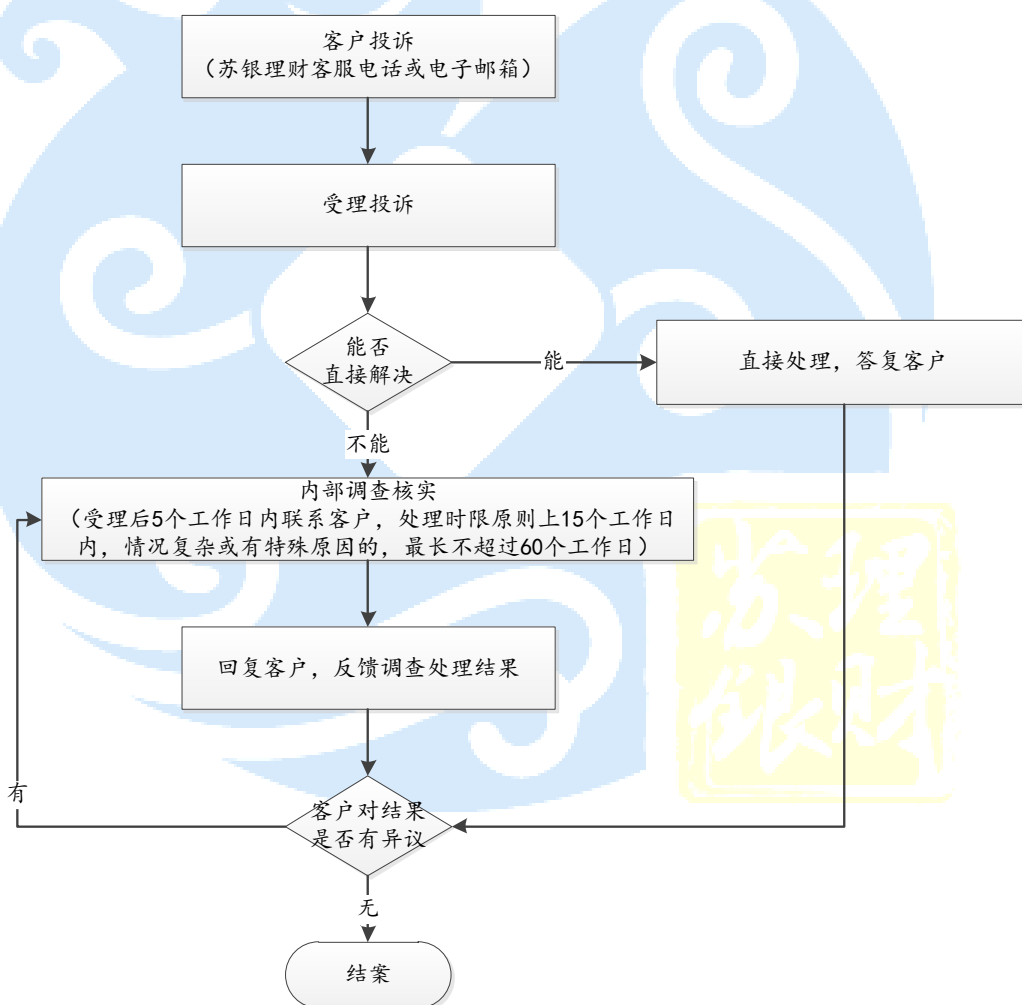 客户投诉
（苏银理财客服电话或电子邮箱）
受理投诉
能否
直接解决
能
直接处理，答复客户
不能
内部调查核实
（受理后5个工作日内联系客户，处理时限原则上15个工作日
内，情况复杂或有特殊原因的，最长不超过60个工作日）
回复客户，反馈调查处理结果
有
客户对结果
是否有异议
无
结案
苏理
银财